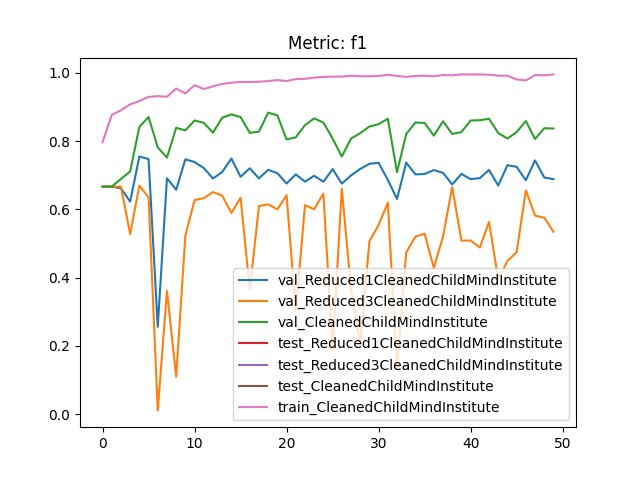 Metric: f1
1.0
0.8
0.6
0.4
0.2
0.0
val_Reduced1CleanedChildMindInstitute
val_Reduced3CleanedChildMindInstitute
val_CleanedChildMindInstitute
test_Reduced1CleanedChildMindInstitute
test_Reduced3CleanedChildMindInstitute
test_CleanedChildMindInstitute
train_CleanedChildMindInstitute
0 10 20 30 40 50